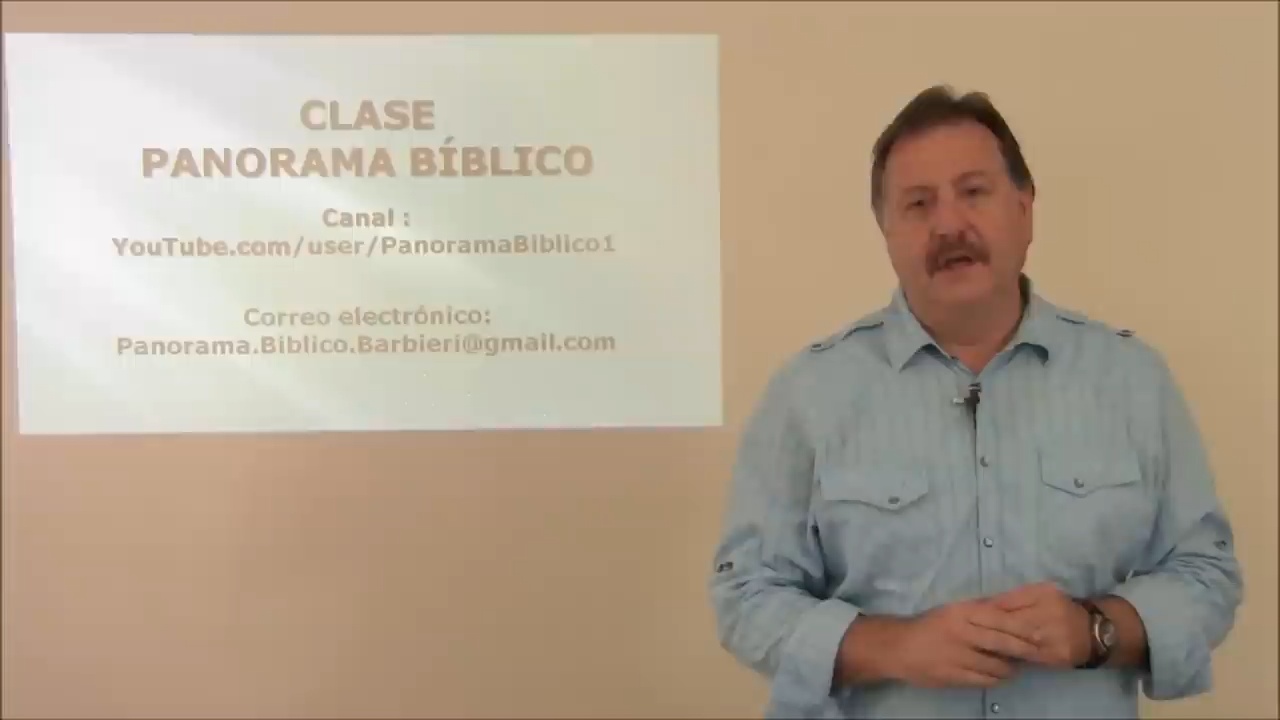 CLASE
PANORAMA BÍBLICO
Canal :
YouTube.com/user/PanoramaBiblico1
Correo electrónico:
Panorama.Biblico.Barbieri@gmail.com